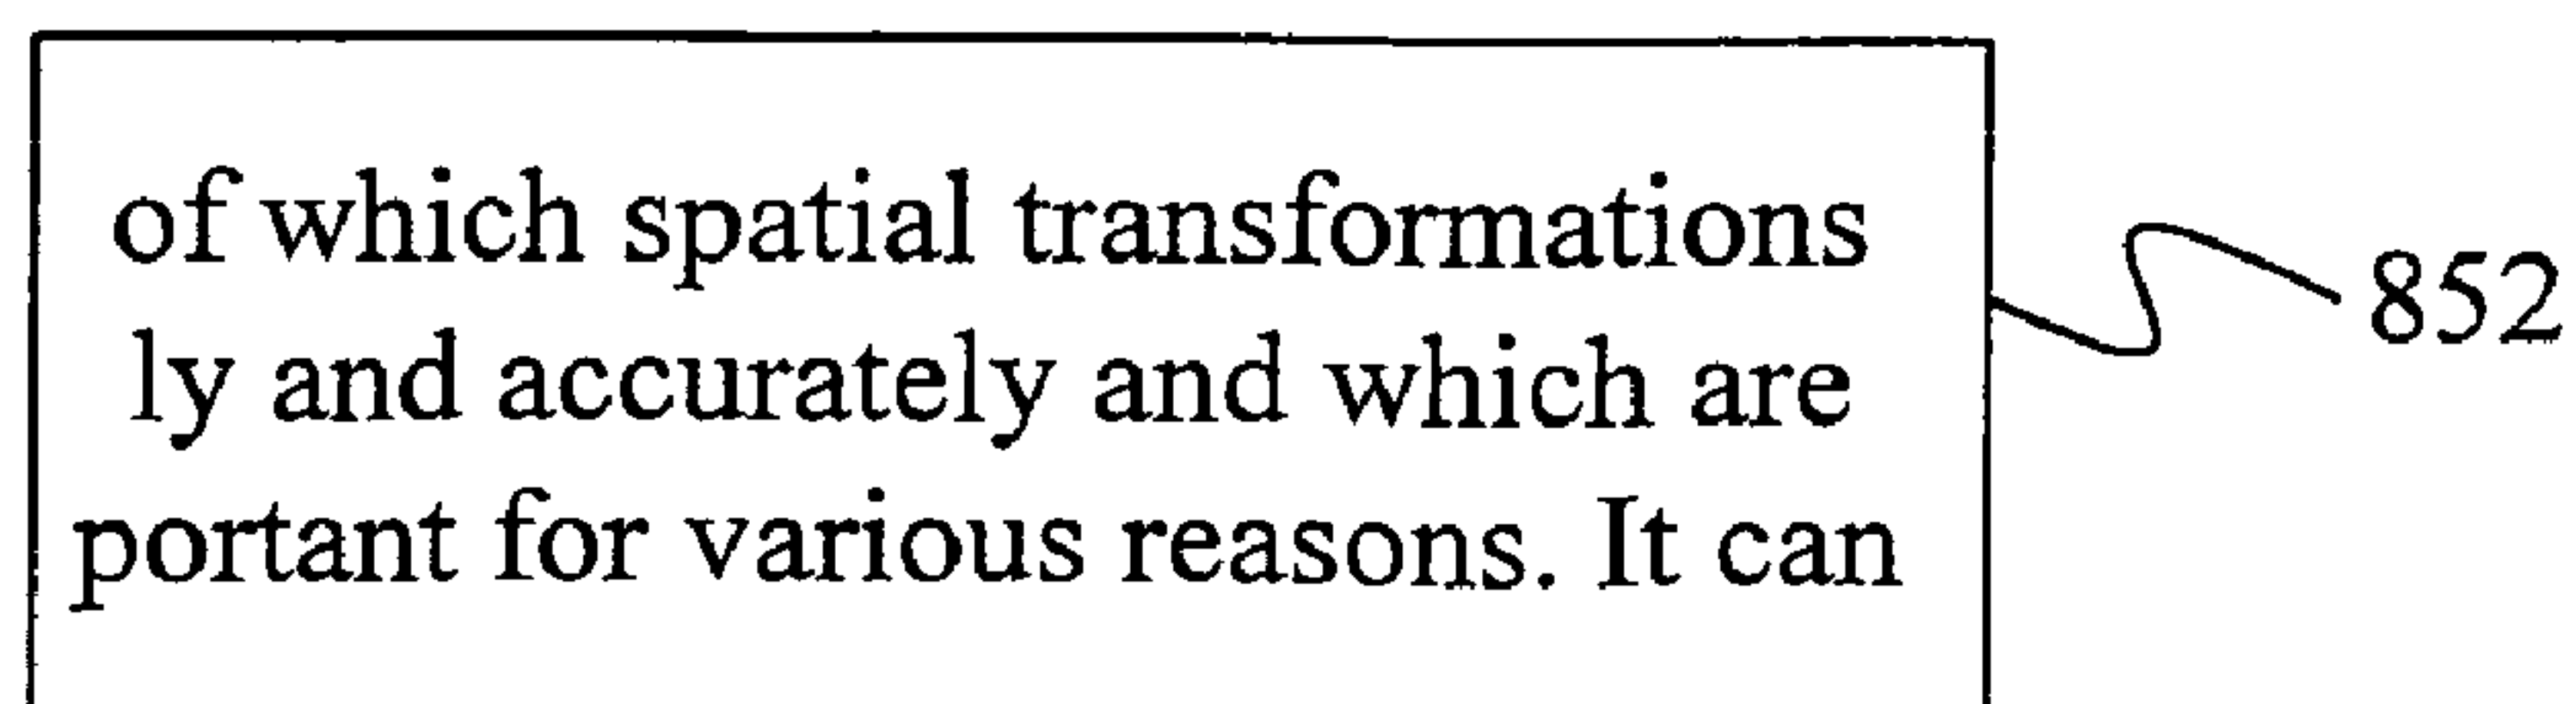 of which spatial transformations
ly and accurately and which are
portant for various reasons. It can
852